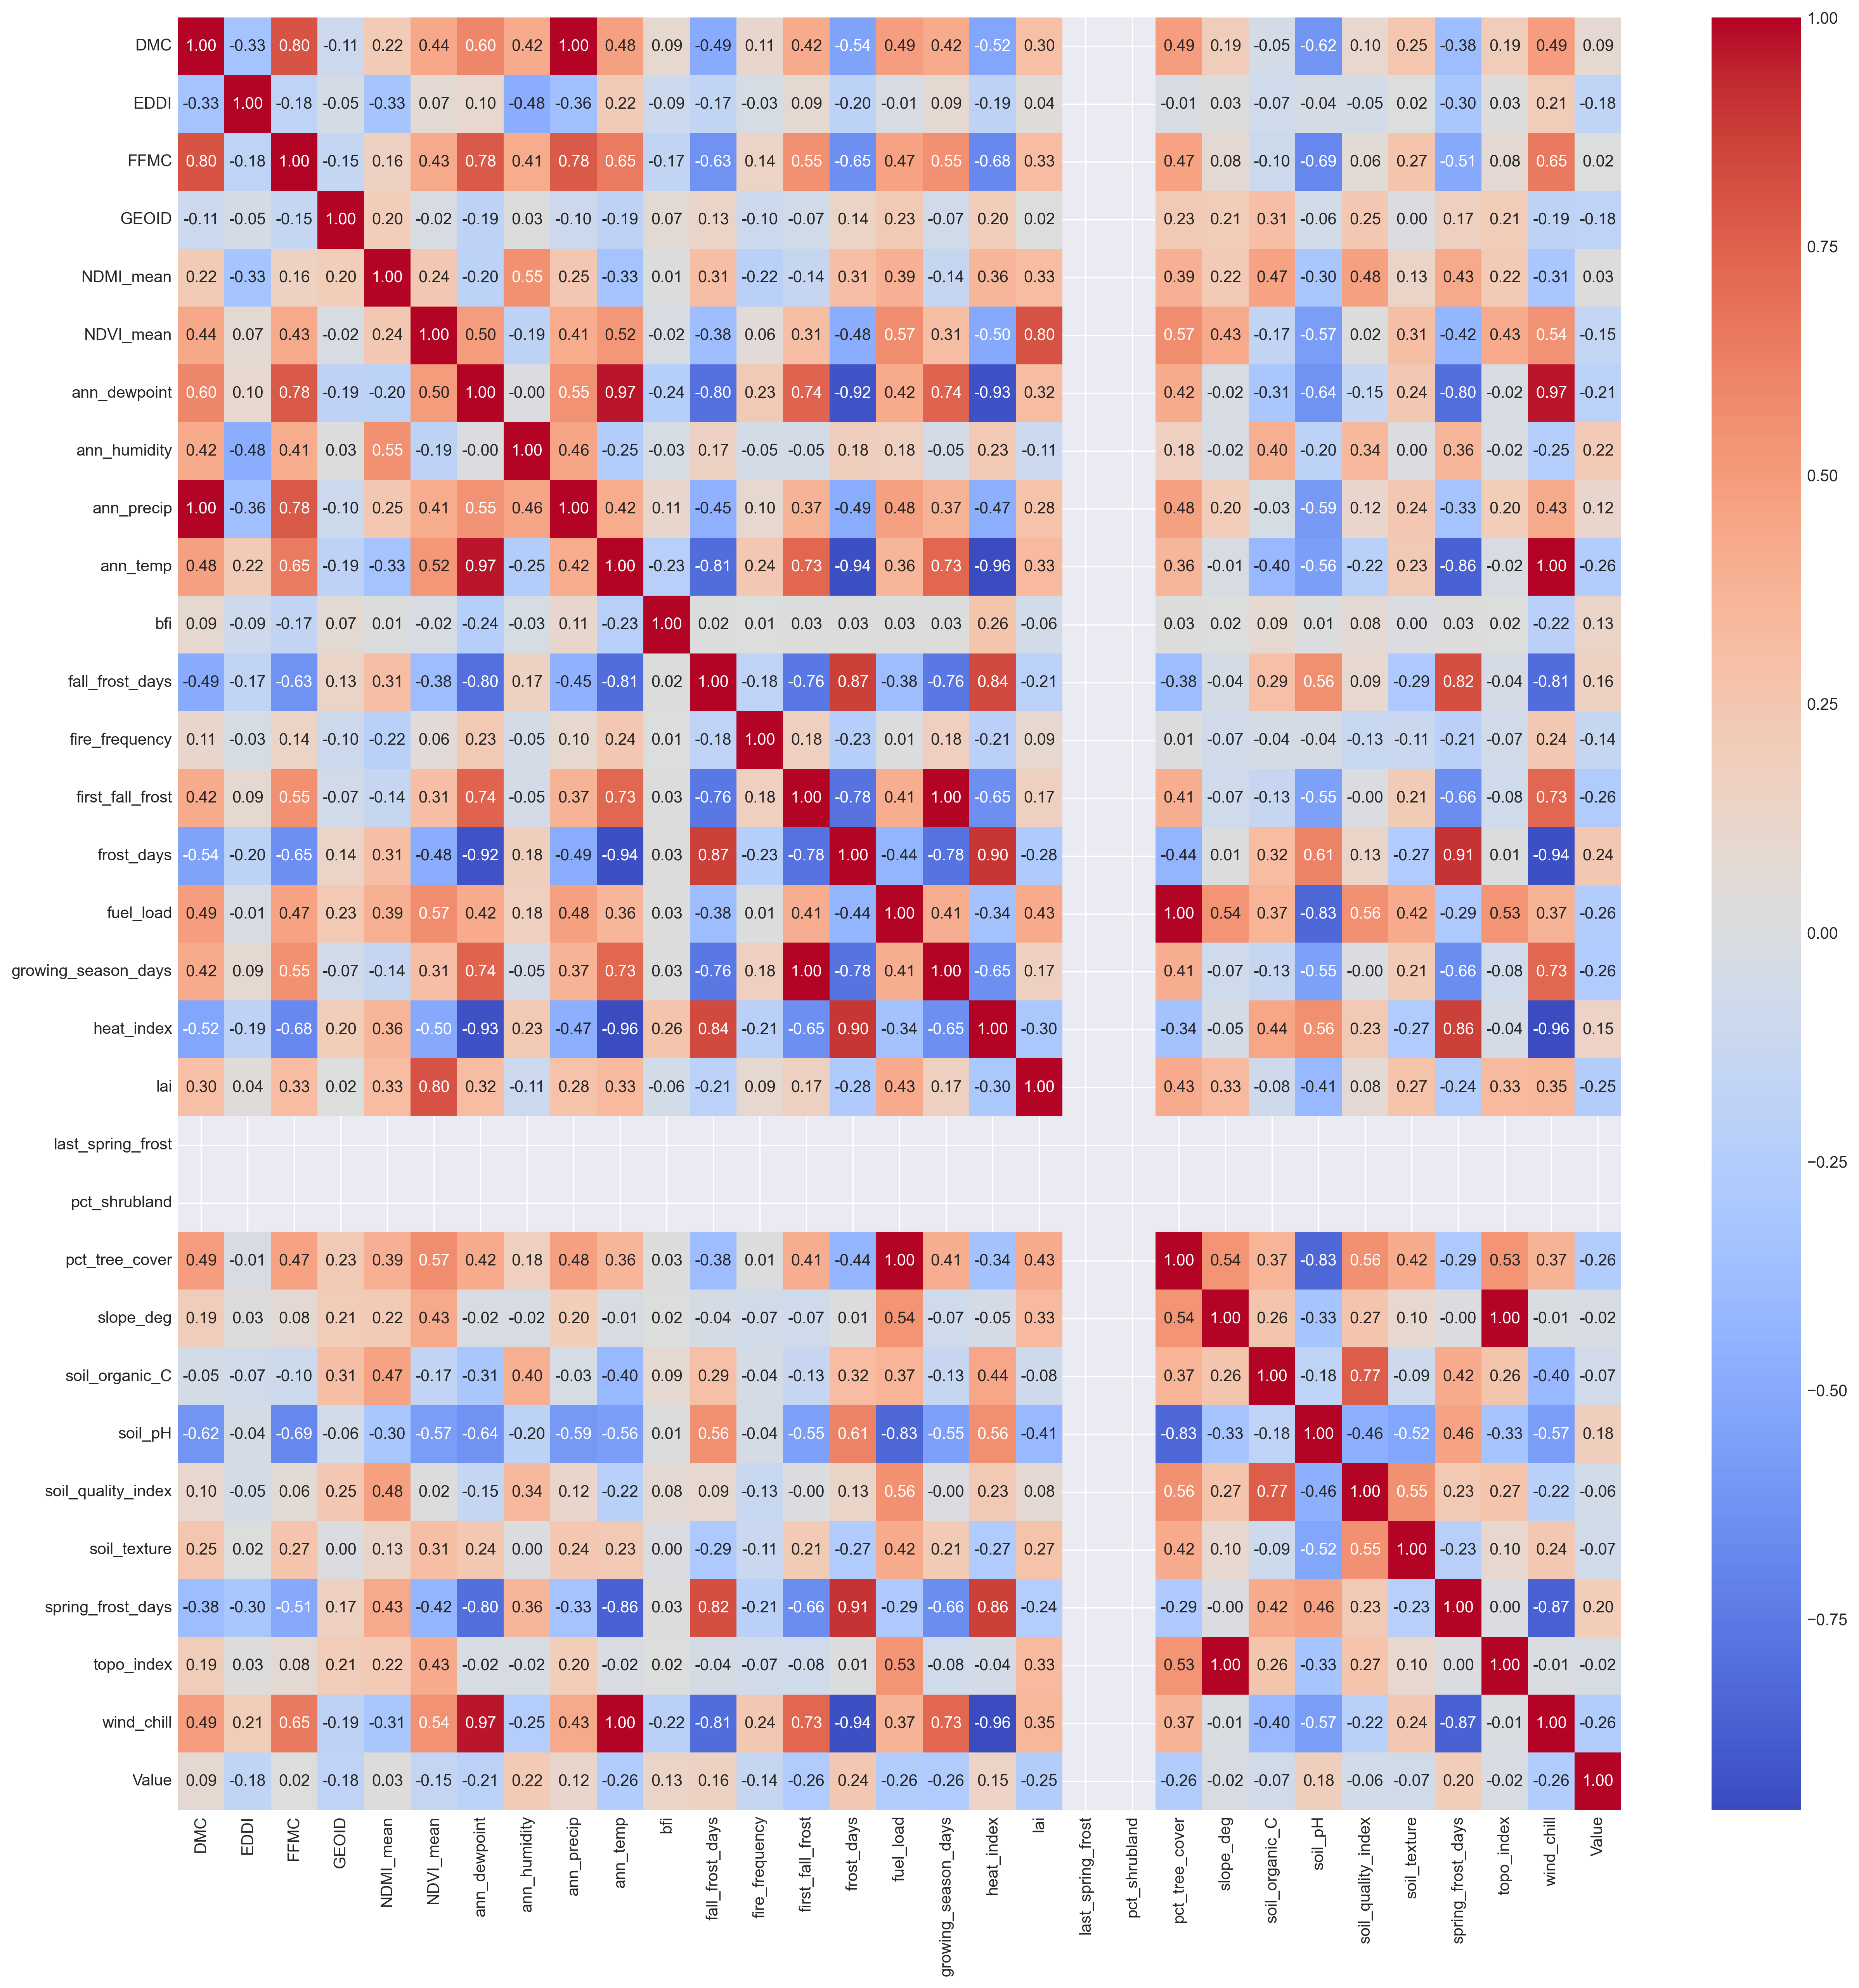 DMC 1.00 -0.33 0.80 -0.11 0.22 0.44 0.60 0.42 1.00 0.48 0.09 -0.49 0.11 0.42 -0.54 0.49 0.42 -0.52 0.30 0.49 0.19 -0.05 -0.62 0.10 0.25 -0.38 0.19 0.49 0.09
EDDI -0.33 1.00 -0.18 -0.05 -0.33 0.07 0.10 -0.48 -0.36 0.22 -0.09 -0.17 -0.03 0.09 -0.20 -0.01 0.09 -0.19 0.04 -0.01 0.03 -0.07 -0.04 -0.05 0.02 -0.30 0.03 0.21 -0.18
FFMC 0.80 -0.18 1.00 -0.15 0.16 0.43 0.78 0.41 0.78 0.65 -0.17 -0.63 0.14 0.55 -0.65 0.47 0.55 -0.68 0.33 0.47 0.08 -0.10 -0.69 0.06 0.27 -0.51 0.08 0.65 0.02
GEOID -0.11 -0.05 -0.15 1.00 0.20 -0.02 -0.19 0.03 -0.10 -0.19 0.07 0.13 -0.10 -0.07 0.14 0.23 -0.07 0.20 0.02 0.23 0.21 0.31 -0.06 0.25 0.00 0.17 0.21 -0.19 -0.18
NDMI_mean 0.22 -0.33 0.16 0.20 1.00 0.24 -0.20 0.55 0.25 -0.33 0.01 0.31 -0.22 -0.14 0.31 0.39 -0.14 0.36 0.33 0.39 0.22 0.47 -0.30 0.48 0.13 0.43 0.22 -0.31 0.03
NDVI_mean 0.44 0.07 0.43 -0.02 0.24 1.00 0.50 -0.19 0.41 0.52 -0.02 -0.38 0.06 0.31 -0.48 0.57 0.31 -0.50 0.80 0.57 0.43 -0.17 -0.57 0.02 0.31 -0.42 0.43 0.54 -0.15
ann_dewpoint 0.60 0.10 0.78 -0.19 -0.20 0.50 1.00 -0.00 0.55 0.97 -0.24 -0.80 0.23 0.74 -0.92 0.42 0.74 -0.93 0.32 0.42 -0.02 -0.31 -0.64 -0.15 0.24 -0.80 -0.02 0.97 -0.21
ann_humidity 0.42 -0.48 0.41 0.03 0.55 -0.19 -0.00 1.00 0.46 -0.25 -0.03 0.17 -0.05 -0.05 0.18 0.18 -0.05 0.23 -0.11 0.18 -0.02 0.40 -0.20 0.34 0.00 0.36 -0.02 -0.25 0.22
ann_precip 1.00 -0.36 0.78 -0.10 0.25 0.41 0.55 0.46 1.00 0.42 0.11 -0.45 0.10 0.37 -0.49 0.48 0.37 -0.47 0.28 0.48 0.20 -0.03 -0.59 0.12 0.24 -0.33 0.20 0.43 0.12
ann_temp 0.48 0.22 0.65 -0.19 -0.33 0.52 0.97 -0.25 0.42 1.00 -0.23 -0.81 0.24 0.73 -0.94 0.36 0.73 -0.96 0.33 0.36 -0.01 -0.40 -0.56 -0.22 0.23 -0.86 -0.02 1.00 -0.26
bfi 0.09 -0.09 -0.17 0.07 0.01 -0.02 -0.24 -0.03 0.11 -0.23 1.00 0.02 0.01 0.03 0.03 0.03 0.03 0.26 -0.06 0.03 0.02 0.09 0.01 0.08 0.00 0.03 0.02 -0.22 0.13
fall_frost_days -0.49 -0.17 -0.63 0.13 0.31 -0.38 -0.80 0.17 -0.45 -0.81 0.02 1.00 -0.18 -0.76 0.87 -0.38 -0.76 0.84 -0.21 -0.38 -0.04 0.29 0.56 0.09 -0.29 0.82 -0.04 -0.81 0.16
fire_frequency 0.11 -0.03 0.14 -0.10 -0.22 0.06 0.23 -0.05 0.10 0.24 0.01 -0.18 1.00 0.18 -0.23 0.01 0.18 -0.21 0.09 0.01 -0.07 -0.04 -0.04 -0.13 -0.11 -0.21 -0.07 0.24 -0.14
first_fall_frost 0.42 0.09 0.55 -0.07 -0.14 0.31 0.74 -0.05 0.37 0.73 0.03 -0.76 0.18 1.00 -0.78 0.41 1.00 -0.65 0.17 0.41 -0.07 -0.13 -0.55 -0.00 0.21 -0.66 -0.08 0.73 -0.26
frost_days -0.54 -0.20 -0.65 0.14 0.31 -0.48 -0.92 0.18 -0.49 -0.94 0.03 0.87 -0.23 -0.78 1.00 -0.44 -0.78 0.90 -0.28 -0.44 0.01 0.32 0.61 0.13 -0.27 0.91 0.01 -0.94 0.24
fuel_load 0.49 -0.01 0.47 0.23 0.39 0.57 0.42 0.18 0.48 0.36 0.03 -0.38 0.01 0.41 -0.44 1.00 0.41 -0.34 0.43 1.00 0.54 0.37 -0.83 0.56 0.42 -0.29 0.53 0.37 -0.26
growing_season_days 0.42 0.09 0.55 -0.07 -0.14 0.31 0.74 -0.05 0.37 0.73 0.03 -0.76 0.18 1.00 -0.78 0.41 1.00 -0.65 0.17 0.41 -0.07 -0.13 -0.55 -0.00 0.21 -0.66 -0.08 0.73 -0.26
heat_index -0.52 -0.19 -0.68 0.20 0.36 -0.50 -0.93 0.23 -0.47 -0.96 0.26 0.84 -0.21 -0.65 0.90 -0.34 -0.65 1.00 -0.30 -0.34 -0.05 0.44 0.56 0.23 -0.27 0.86 -0.04 -0.96 0.15
lai 0.30 0.04 0.33 0.02 0.33 0.80 0.32 -0.11 0.28 0.33 -0.06 -0.21 0.09 0.17 -0.28 0.43 0.17 -0.30 1.00 0.43 0.33 -0.08 -0.41 0.08 0.27 -0.24 0.33 0.35 -0.25
last_spring_frost
pct_shrubland
pct_tree_cover 0.49 -0.01 0.47 0.23 0.39 0.57 0.42 0.18 0.48 0.36 0.03 -0.38 0.01 0.41 -0.44 1.00 0.41 -0.34 0.43 1.00 0.54 0.37 -0.83 0.56 0.42 -0.29 0.53 0.37 -0.26
slope_deg 0.19 0.03 0.08 0.21 0.22 0.43 -0.02 -0.02 0.20 -0.01 0.02 -0.04 -0.07 -0.07 0.01 0.54 -0.07 -0.05 0.33 0.54 1.00 0.26 -0.33 0.27 0.10 -0.00 1.00 -0.01 -0.02
soil_organic_C -0.05 -0.07 -0.10 0.31 0.47 -0.17 -0.31 0.40 -0.03 -0.40 0.09 0.29 -0.04 -0.13 0.32 0.37 -0.13 0.44 -0.08 0.37 0.26 1.00 -0.18 0.77 -0.09 0.42 0.26 -0.40 -0.07
soil_pH -0.62 -0.04 -0.69 -0.06 -0.30 -0.57 -0.64 -0.20 -0.59 -0.56 0.01 0.56 -0.04 -0.55 0.61 -0.83 -0.55 0.56 -0.41 -0.83 -0.33 -0.18 1.00 -0.46 -0.52 0.46 -0.33 -0.57 0.18
soil_quality_index 0.10 -0.05 0.06 0.25 0.48 0.02 -0.15 0.34 0.12 -0.22 0.08 0.09 -0.13 -0.00 0.13 0.56 -0.00 0.23 0.08 0.56 0.27 0.77 -0.46 1.00 0.55 0.23 0.27 -0.22 -0.06
soil_texture 0.25 0.02 0.27 0.00 0.13 0.31 0.24 0.00 0.24 0.23 0.00 -0.29 -0.11 0.21 -0.27 0.42 0.21 -0.27 0.27 0.42 0.10 -0.09 -0.52 0.55 1.00 -0.23 0.10 0.24 -0.07
spring_frost_days -0.38 -0.30 -0.51 0.17 0.43 -0.42 -0.80 0.36 -0.33 -0.86 0.03 0.82 -0.21 -0.66 0.91 -0.29 -0.66 0.86 -0.24 -0.29 -0.00 0.42 0.46 0.23 -0.23 1.00 0.00 -0.87 0.20
topo_index 0.19 0.03 0.08 0.21 0.22 0.43 -0.02 -0.02 0.20 -0.02 0.02 -0.04 -0.07 -0.08 0.01 0.53 -0.08 -0.04 0.33 0.53 1.00 0.26 -0.33 0.27 0.10 0.00 1.00 -0.01 -0.02
wind_chill 0.49 0.21 0.65 -0.19 -0.31 0.54 0.97 -0.25 0.43 1.00 -0.22 -0.81 0.24 0.73 -0.94 0.37 0.73 -0.96 0.35 0.37 -0.01 -0.40 -0.57 -0.22 0.24 -0.87 -0.01 1.00 -0.26
Value 0.09 -0.18 0.02 -0.18 0.03 -0.15 -0.21 0.22 0.12 -0.26 0.13 0.16 -0.14 -0.26 0.24 -0.26 -0.26 0.15 -0.25 -0.26 -0.02 -0.07 0.18 -0.06 -0.07 0.20 -0.02 -0.26 1.00
DMC
EDDI
FFMC
GEOID
NDMI_mean
NDVI_mean
ann_dewpoint
ann_humidity
ann_precip
ann_temp
bfi
fall_frost_days
fire_frequency
first_fall_frost
frost_days
fuel_load
growing_season_days
heat_index
lai
last_spring_frost
pct_shrubland
pct_tree_cover
slope_deg
soil_organic_C
soil_pH
soil_quality_index
soil_texture
spring_frost_days
topo_index
wind_chill
Value
1.00
0.75
0.50
0.25
0.00
−0.25
−0.50
−0.75